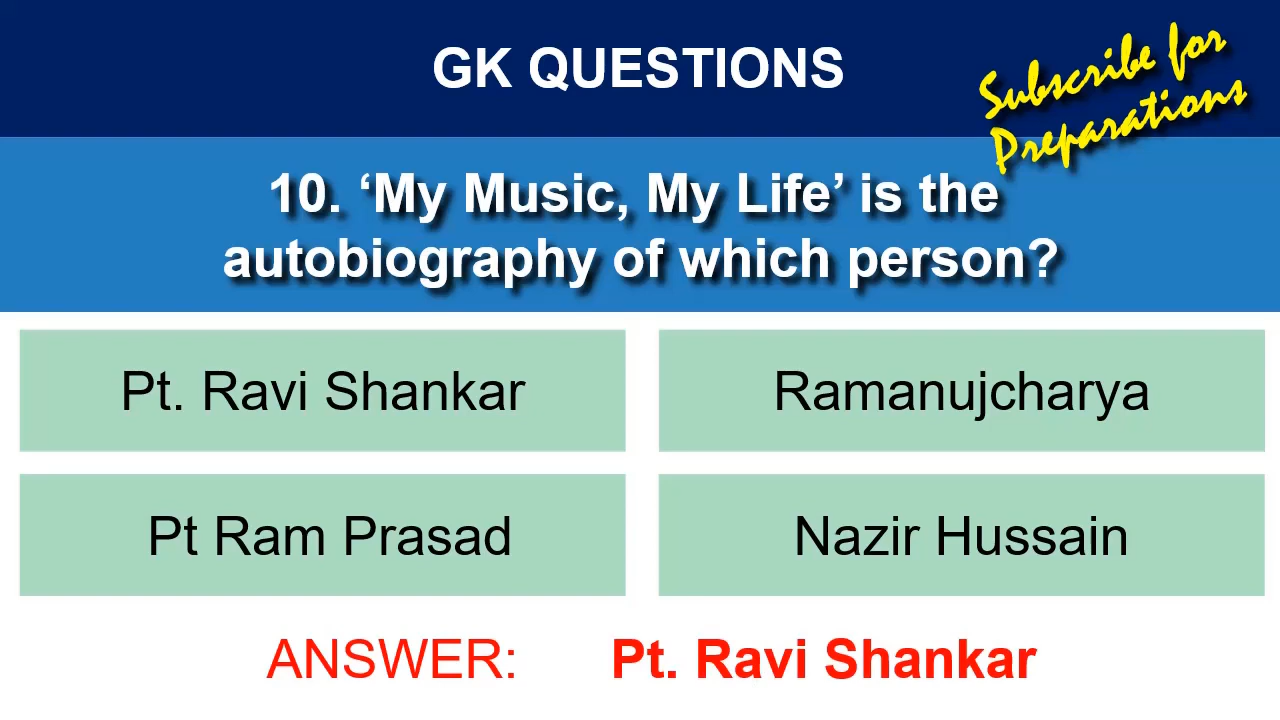 GK QUESTIONS
Subscribe for
Preparations
10. ‘My Music, My Life’ is the
autobiography of which person?
Pt. Ravi Shankar
Ramanujcharya
Pt Ram Prasad
Nazir Hussain
ANSWER: Pt. Ravi Shankar